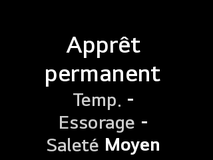 Apprêt
permanent
Temp. -
Essorage -
Saleté Moyen